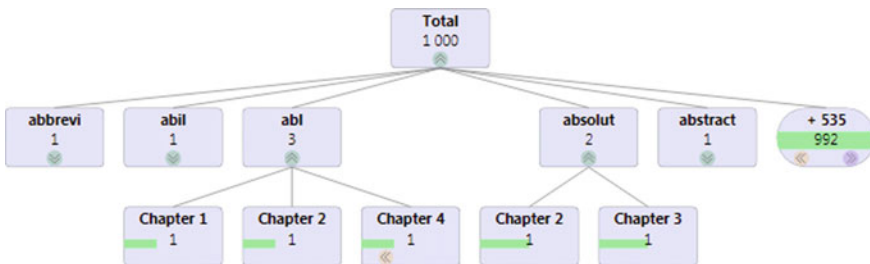 Total
1 000
abbrevi
1
abil
1
abl
3
absolut
2
abstract
1
+ 535
992
Chapter 1
1
Chapter 2
1
Chapter 4
1
Chapter 2
1
Chapter 3
1